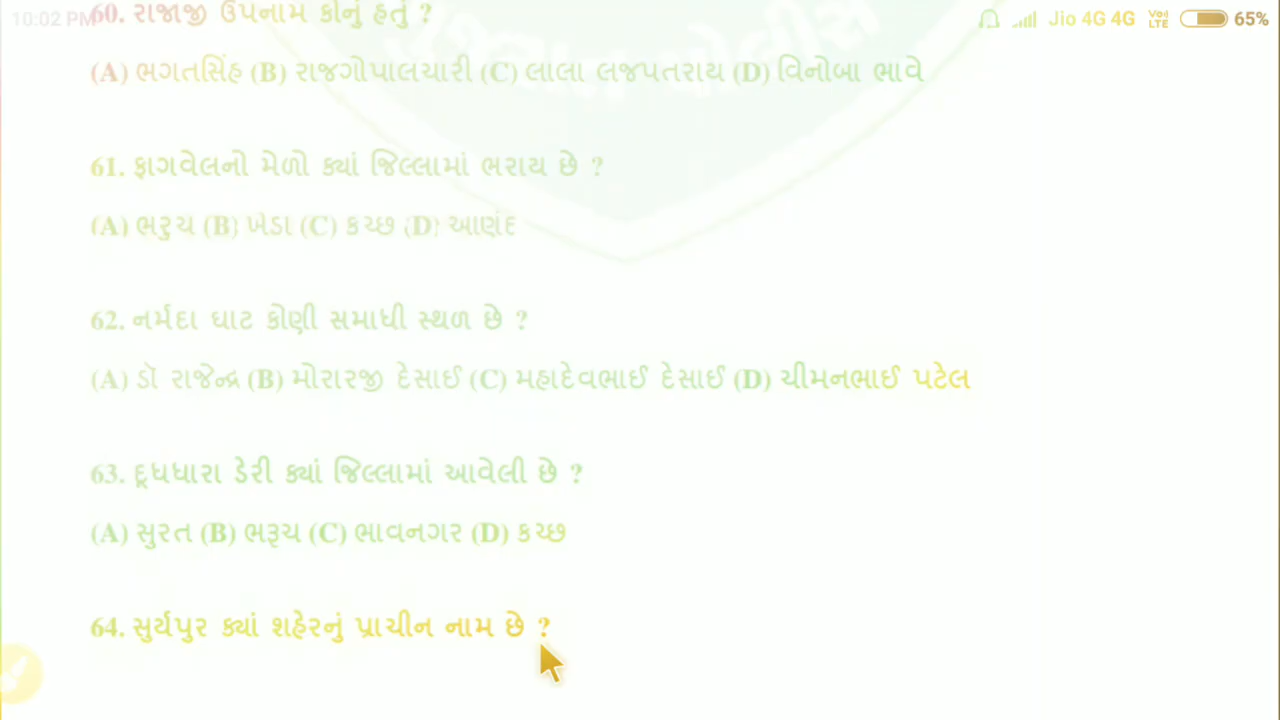 10:02 PM
Jio 4G 4G VoLTE 65%
ગુજરાત પોલીસ
60. રાજાજી ઉપનામ કોનું હતું ?
(A) ભગતસિંહ (B) રાજગોપાલચારી (C) લાલા લજપતરાય (D) વિનોબા ભાવે
61. ફાગવેલનો મેળો ક્યાં જિલ્લામાં ભરાય છે ?
(A) ભરુચ (B) ખેડા (C) કચ્છ (D) આણંદ
62. નર્મદા ઘાટ કોણી સમાધી સ્થળ છે ?
(A) ડૉ રાજેન્દ્ર (B) મોરારજી દેસાઈ (C) મહાદેવભાઈ દેસાઈ (D) ચીમનભાઈ પટેલ
63. દૂધધારા ડેરી ક્યાં જિલ્લામાં આવેલી છે ?
(A) સુરત (B) ભરૂચ (C) ભાવનગર (D) કચ્છ
64. સુર્યપુર ક્યાં શહેરનું પ્રાચીન નામ છે ?